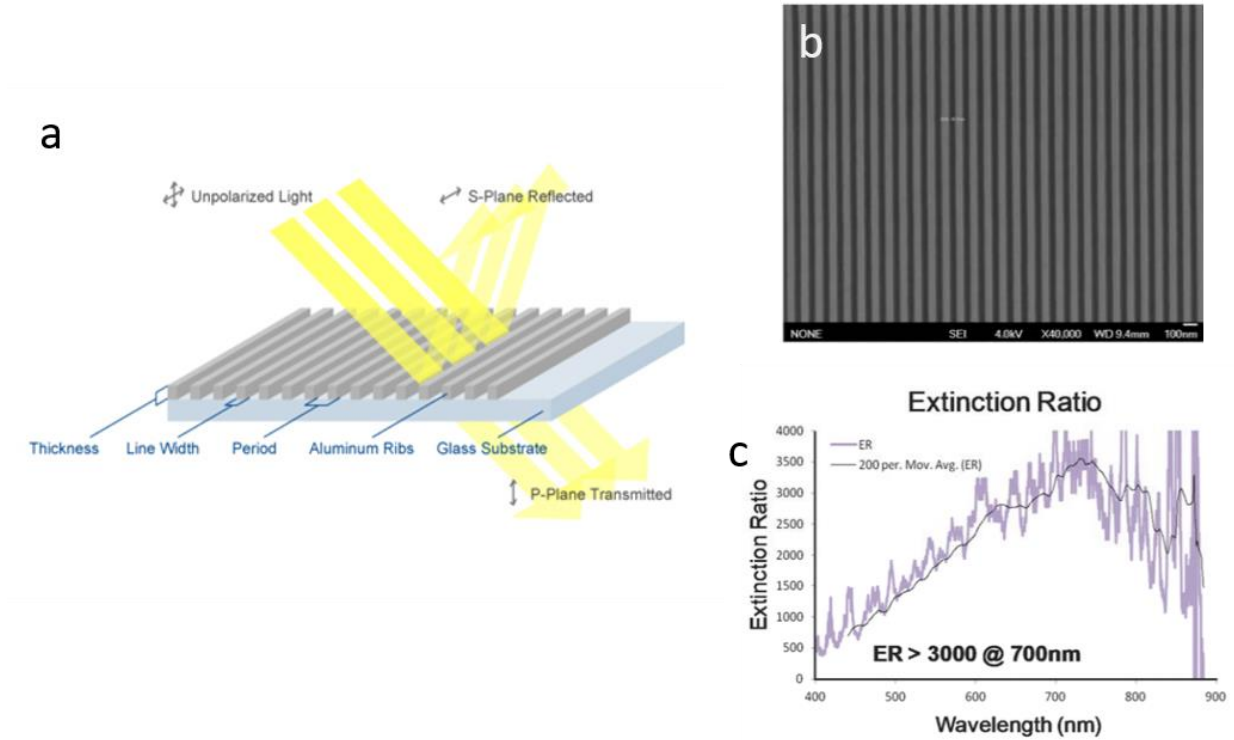 a
Unpolarized Light
S-Plane Reflected
Thickness
Line Width
Period
Aluminum Ribs
Glass Substrate
P-Plane Transmitted
b
NONE SEI 4.0kV X40,000 WD 9.4mm 100nm
c
Extinction Ratio
ER
200 per. Mov. Avg. (ER)
Extinction Ratio
4000
3500
3000
2500
2000
1500
1000
500
0
ER > 3000 @ 700nm
400 500 600 700 800 900
Wavelength (nm)